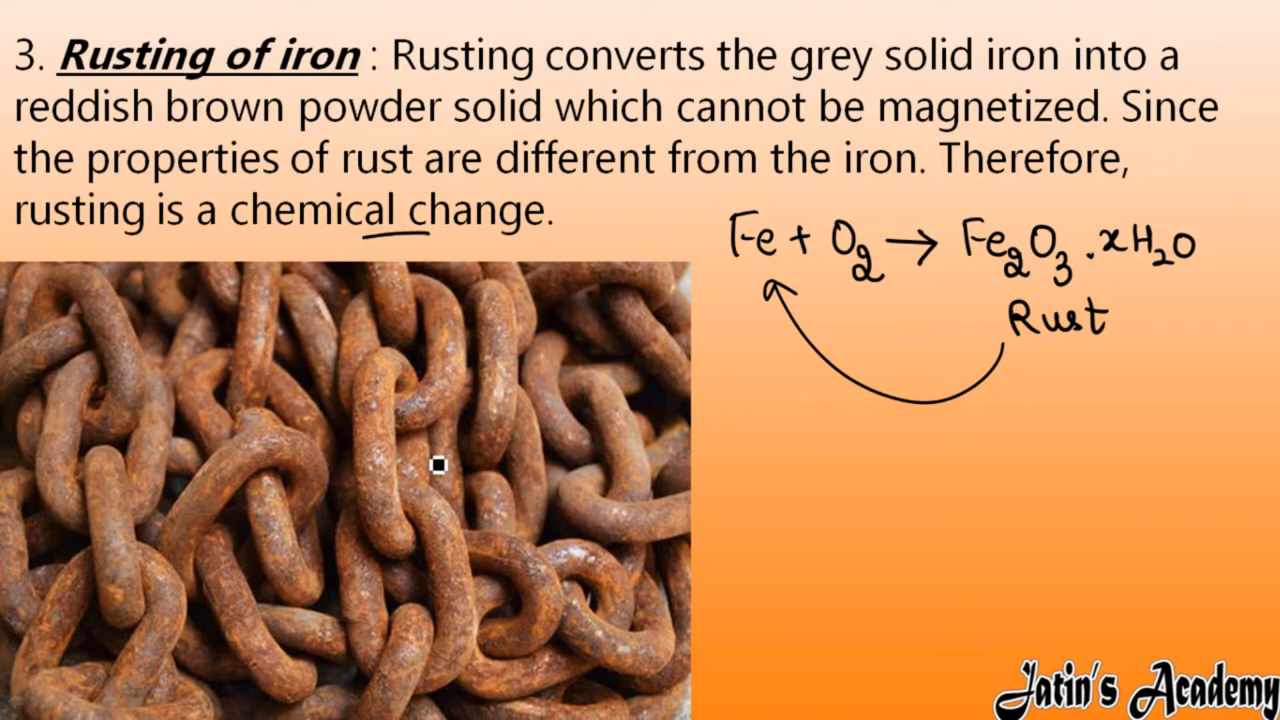 3. Rusting of iron : Rusting converts the grey solid iron into a
reddish brown powder solid which cannot be magnetized. Since
the properties of rust are different from the iron. Therefore,
rusting is a chemical change.
Fe + O₂ → Fe₂O₃ . xH₂O
Rust
Jatin's Academy